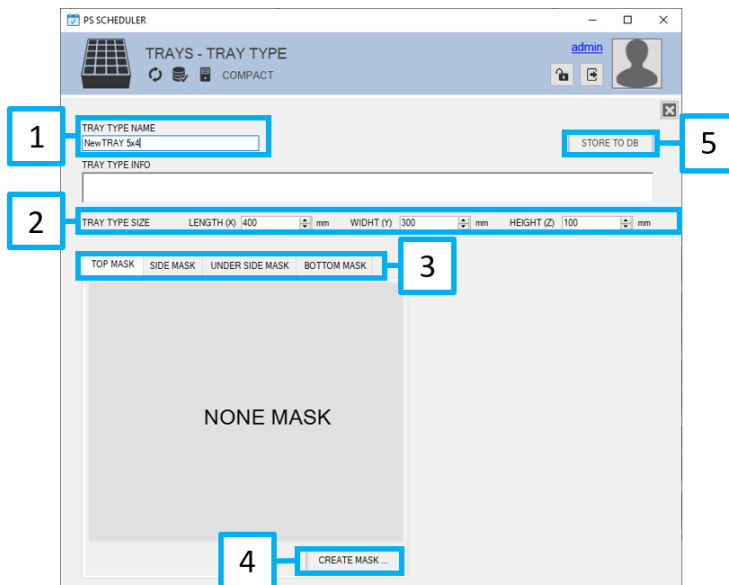 PS SCHEDULER
TRAYS - TRAY TYPE
admin
COMPACT
1
TRAY TYPE NAME
NewTRAY 5x4
STORE TO DB
5
TRAY TYPE INFO
2
TRAY TYPE SIZE LENGTH (X) 400 mm WIDHT (Y) 300 mm HEIGHT (Z) 100 mm
TOP MASK SIDE MASK UNDER SIDE MASK BOTTOM MASK
3
NONE MASK
4
CREATE MASK ...